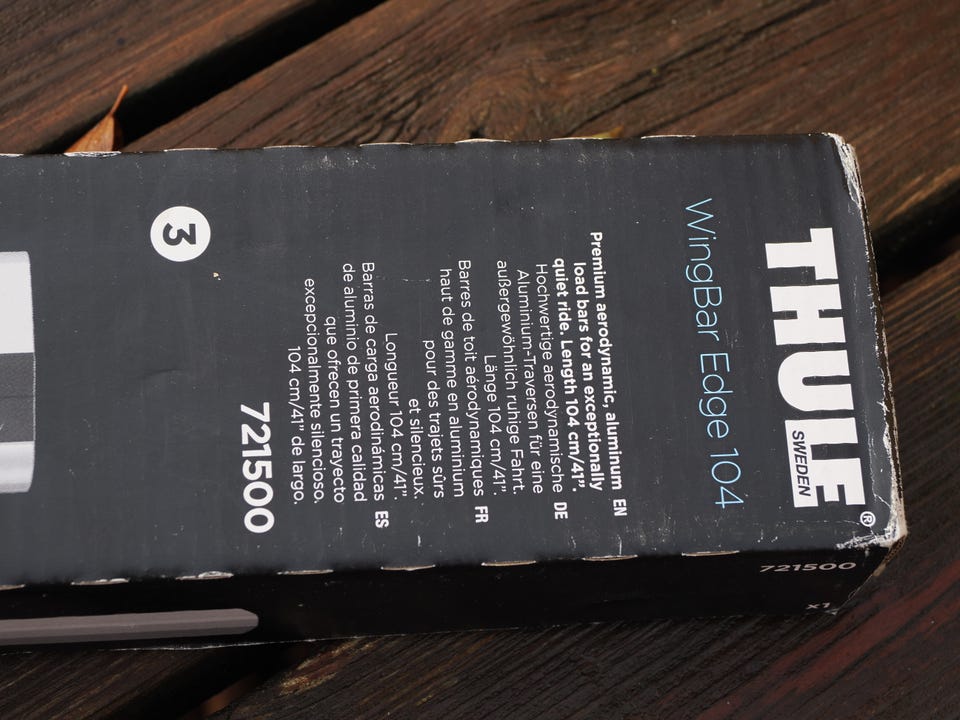 THULE®
SWEDEN
WingBar Edge 104
Premium aerodynamic, aluminum EN
load bars for an exceptionally
quiet ride. Length 104 cm/41".
Hochwertige aerodynamische DE
Aluminium-Traversen für eine
außergewöhnlich ruhige Fahrt.
Länge 104 cm/41".
Barres de toit aérodynamiques FR
haut de gamme en aluminium
pour des trajets sûrs
et silencieux.
Longueur 104 cm/41".
Barras de carga aerodinámicas ES
de aluminio de primera calidad
que ofrecen un trayecto
excepcionalmente silencioso.
104 cm/41" de largo.
721500
3
721500
x1